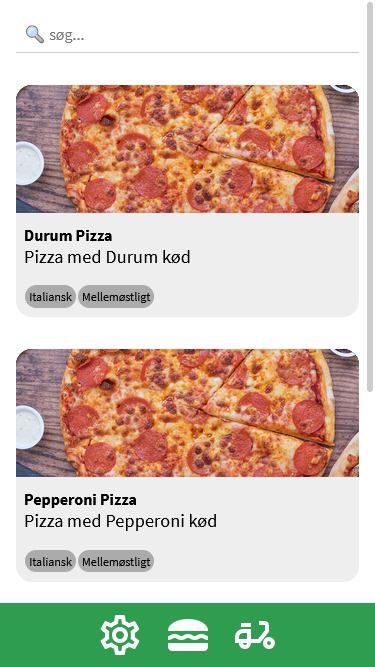 søg...
Durum Pizza
Pizza med Durum kød
Italiansk Mellemøstligt
Pepperoni Pizza
Pizza med Pepperoni kød
Italiansk Mellemøstligt